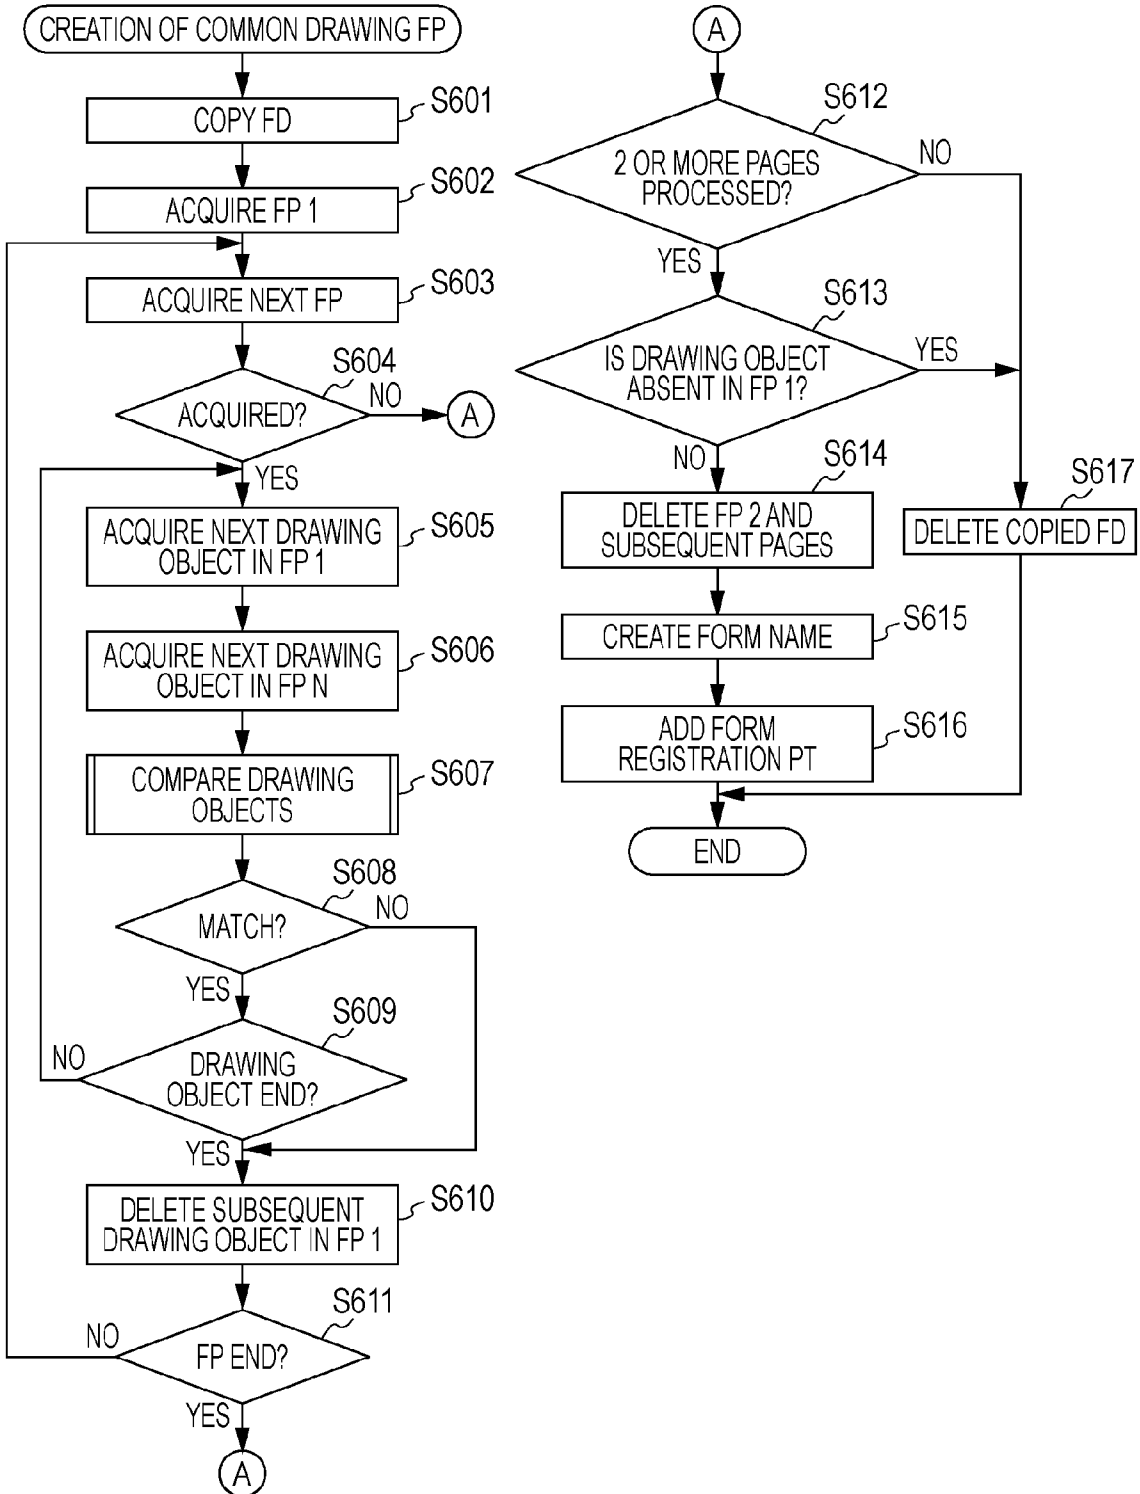 CREATION OF COMMON DRAWING FP
S601
COPY FD
S602
ACQUIRE FP 1
S603
ACQUIRE NEXT FP
S604
ACQUIRED?
NO
A
YES
S605
ACQUIRE NEXT DRAWING
OBJECT IN FP 1
S606
ACQUIRE NEXT DRAWING
OBJECT IN FP N
S607
COMPARE DRAWING
OBJECTS
S608
MATCH?
NO
YES
S609
NO
DRAWING
OBJECT END?
YES
S610
DELETE SUBSEQUENT
DRAWING OBJECT IN FP 1
S611
NO
FP END?
YES
A
A
S612
2 OR MORE PAGES
PROCESSED?
NO
YES
S613
IS DRAWING OBJECT
ABSENT IN FP 1?
YES
NO
S614
DELETE FP 2 AND
SUBSEQUENT PAGES
S617
DELETE COPIED FD
S615
CREATE FORM NAME
S616
ADD FORM
REGISTRATION PT
END